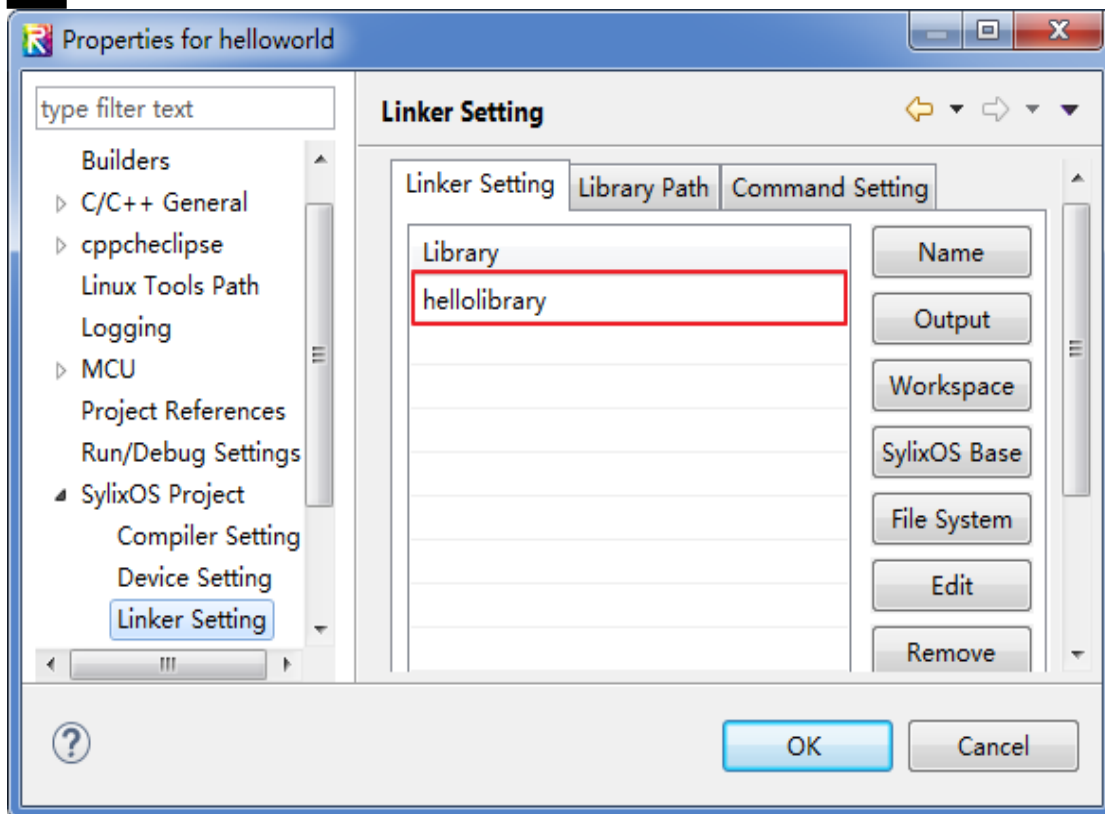 Properties for helloworld
type filter text
Builders
C/C++ General
cppcheclipse
Linux Tools Path
Logging
MCU
Project References
Run/Debug Settings
SylixOS Project
Compiler Setting
Device Setting
Linker Setting
Linker Setting
Linker Setting Library Path Command Setting
Library
hellolibrary
Name
Output
Workspace
SylixOS Base
File System
Edit
Remove
OK Cancel